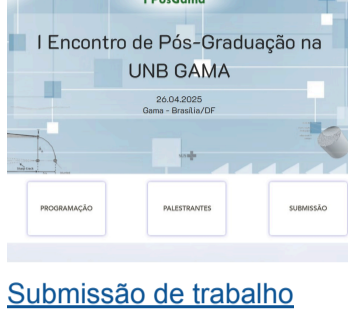 I PósGama
I Encontro de Pós-Graduação na
UNB GAMA
26.04.2025
Gama - Brasília/DF
PROGRAMAÇÃO
PALESTRANTES
SUBMISSÃO
Submissão de trabalho